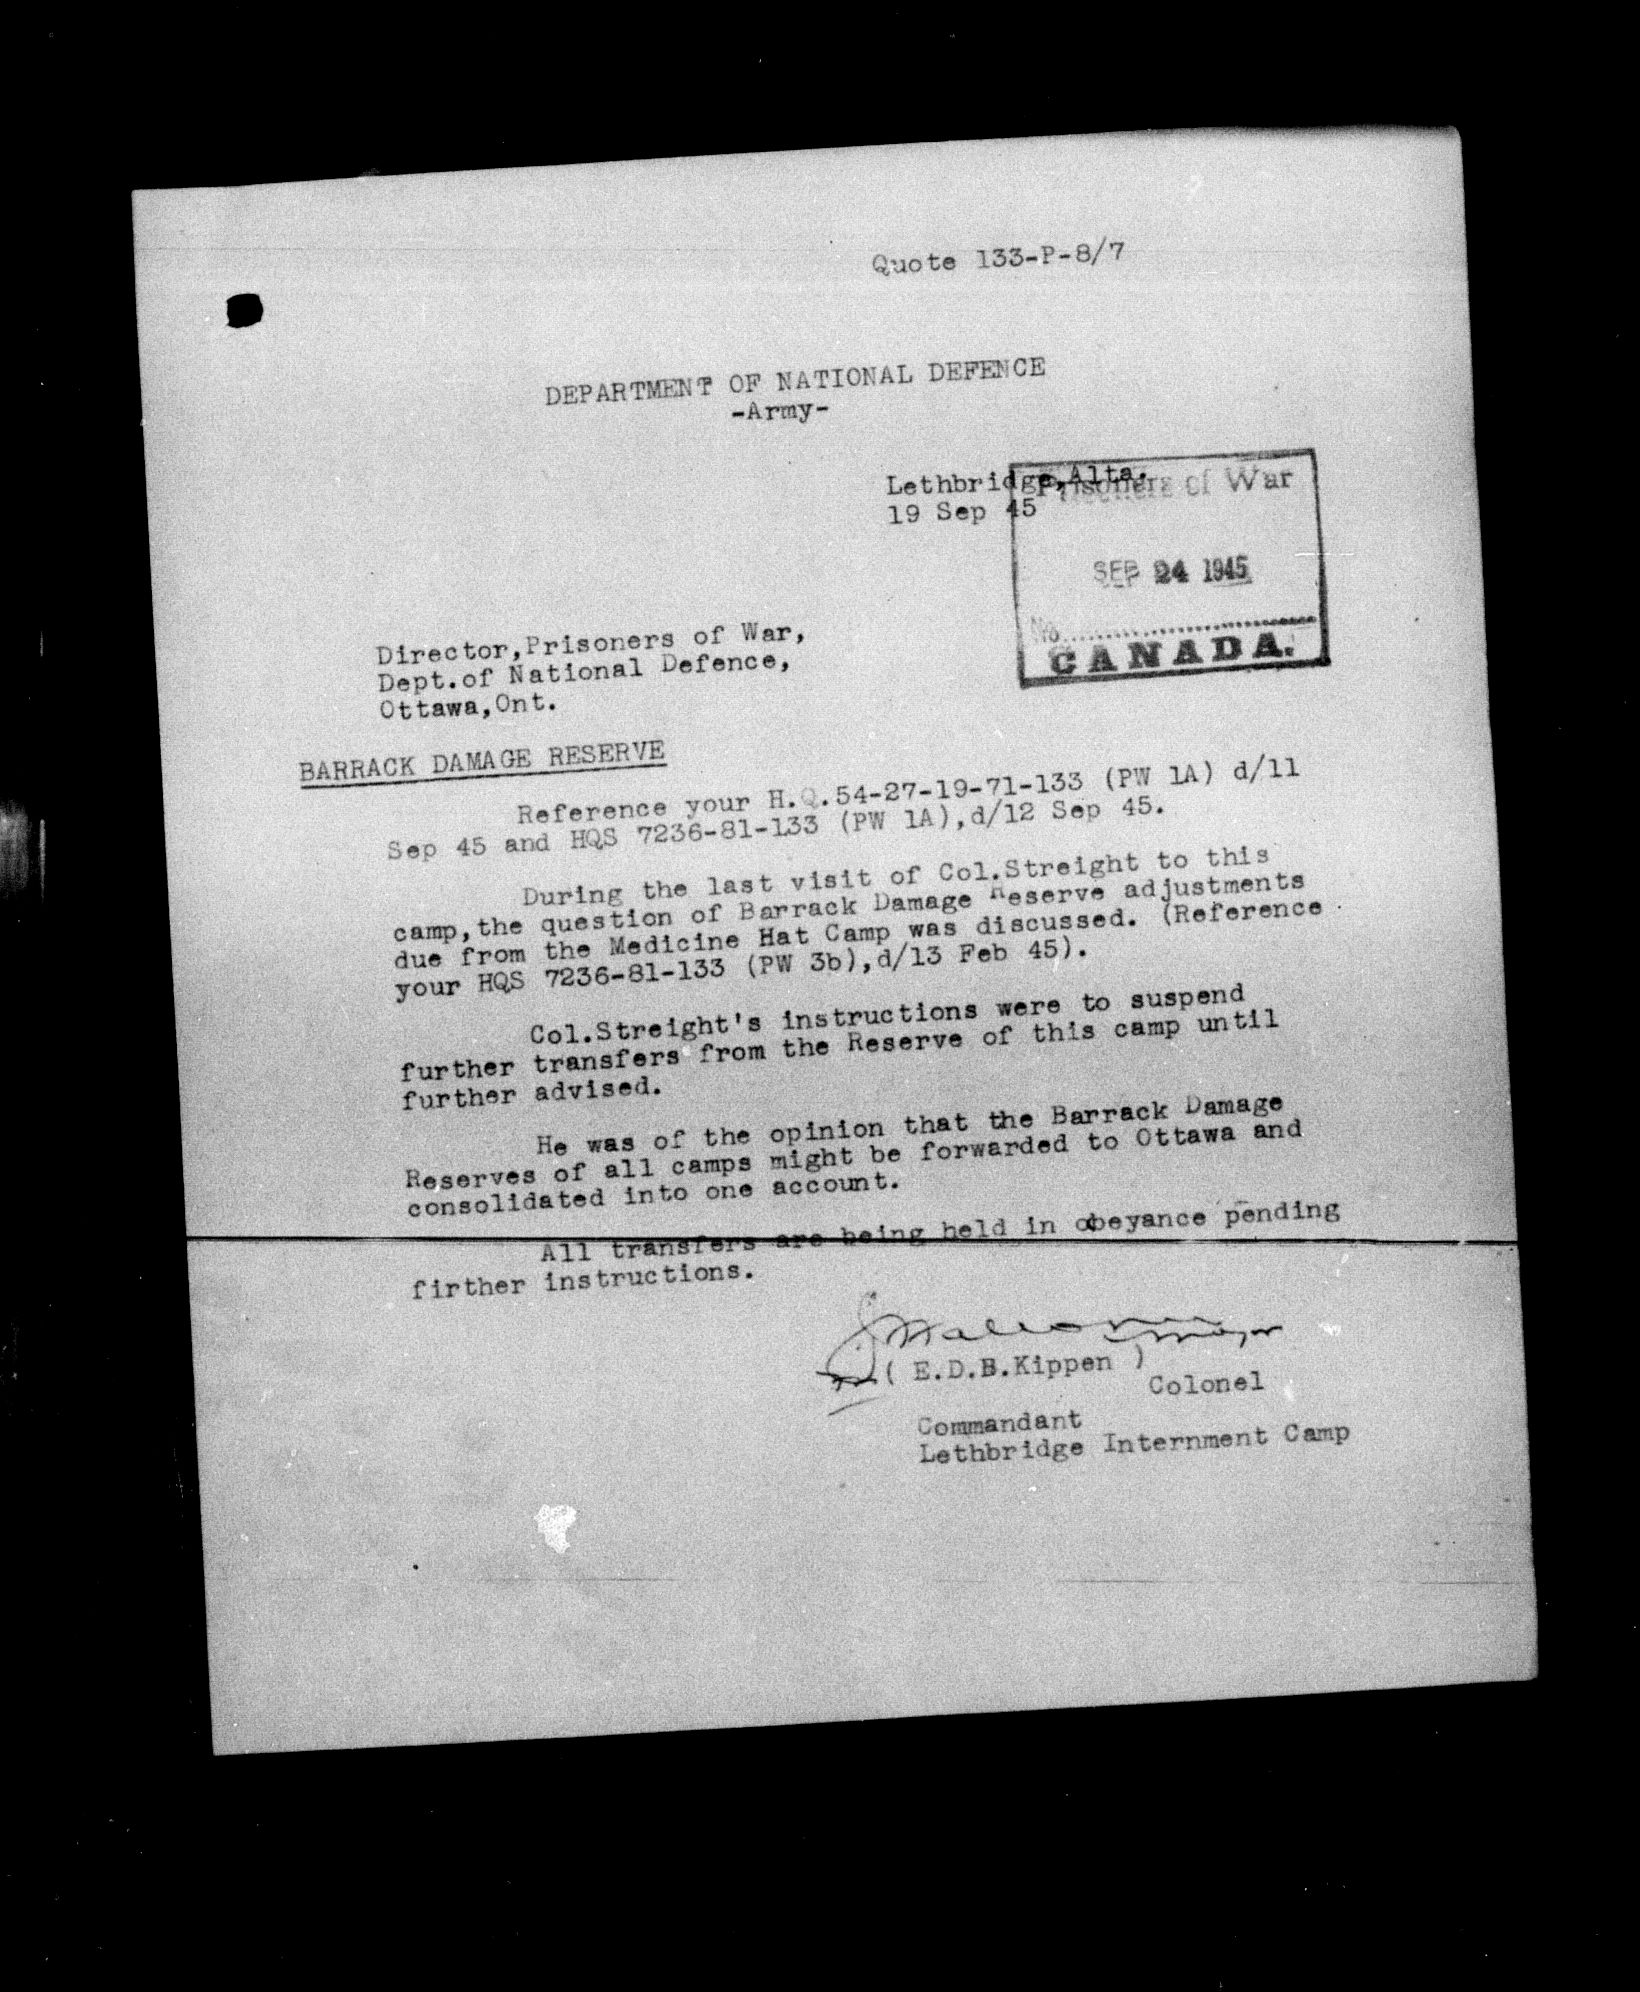 Quote 133-P-8/7
DEPARTMENT OF NATIONAL DEFENCE
-Army-
Lethbridge,Alta.
19 Sep 45
Prisoners of War
SEP 24 1945
No.
CANADA.
Director,Prisoners of War,
Dept.of National Defence,
Ottawa,Ont.
BARRACK DAMAGE RESERVE
Reference your H.Q.54-27-19-71-133 (PW 1A) d/11
Sep 45 and HQS 7236-81-133 (PW 1A),d/12 Sep 45.
During the last visit of Col.Streight to this
camp,the question of Barrack Damage Reserve adjustments
due from the Medicine Hat Camp was discussed. (Reference
your HQS 7236-81-133 (PW 3b),d/13 Feb 45).
Col.Streight's instructions were to suspend
further transfers from the Reserve of this camp until
further advised.
He was of the opinion that the Barrack Damage
Reserves of all camps might be forwarded to Ottawa and
consolidated into one account.
All transfers are being held in obeyance pending
firther instructions.
(E.D.B.Kippen )
Colonel
Commandant
Lethbridge Internment Camp